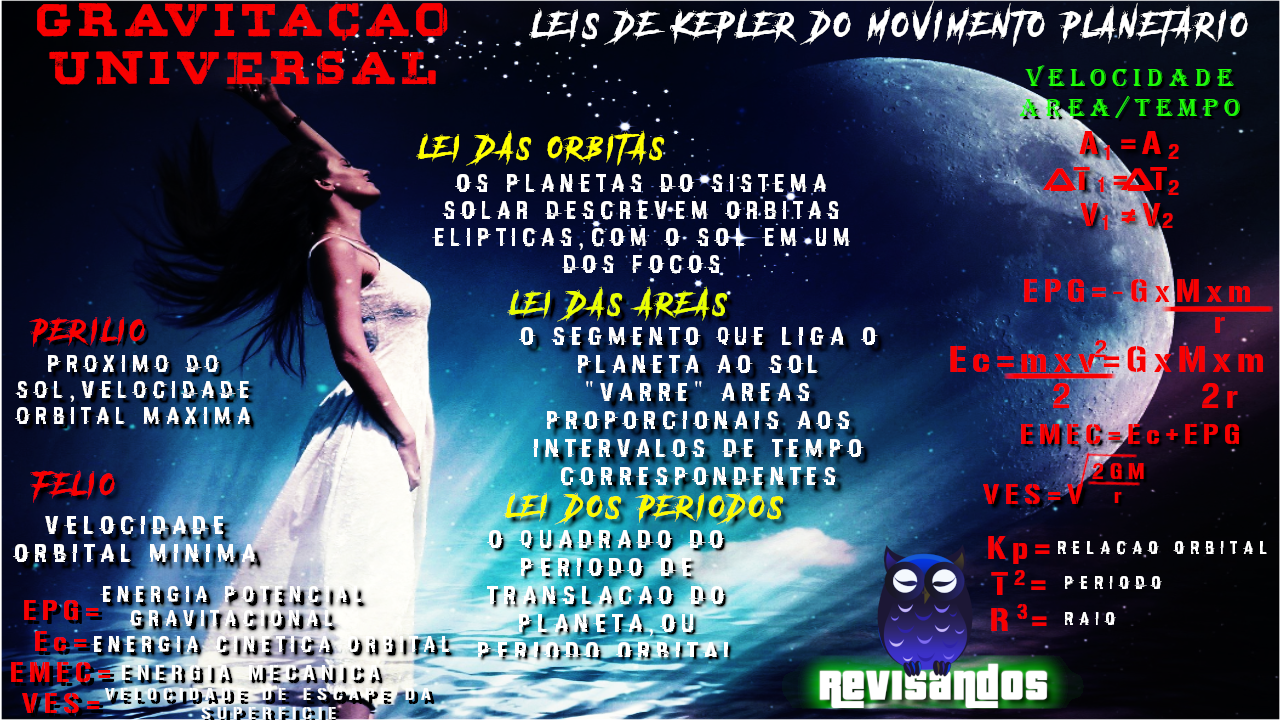 GRAVITAÇAO
UNIVERSAL
LEIS DE KEPLER DO MOVIMENTO PLANETARIO
VELOCIDADE
AREA/TEMPO
A1=A2
ΔT1=ΔT2
V1≠V2
LEI DAS ORBITAS
OS PLANETAS DO SISTEMA
SOLAR DESCREVEM ORBITAS
ELIPTICAS,COM O SOL EM UM
DOS FOCOS
LEI DAS AREAS
O SEGMENTO QUE LIGA O
PLANETA AO SOL
"VARRE" AREAS
PROPORCIONAIS AOS
INTERVALOS DE TEMPO
CORRESPONDENTES
LEI DOS PERIODOS
O QUADRADO DO
PERIODO DE
TRANSLACAO DO
PLANETA,OU
PERIODO ORBITAL
PERILIO
PROXIMO DO
SOL,VELOCIDADE
ORBITAL MAXIMA
FELIO
VELOCIDADE
ORBITAL MINIMA
EPG= ENERGIA POTENCIAL
GRAVITACIONAL
Ec=ENERGIA CINETICA ORBITAL
EMEC=ENERGIA MECANICA
VES= VELOCIDADE DE ESCAPE DA
SUPERFICIE
EPG=-GxMxm
r
Ec=mxv²=GxMxm
2 2r
EMEC=Ec+EPG
VES=V√2GM
r
Kp=RELACAO ORBITAL
T²= PERIODO
R³= RAIO
REVISANDOS